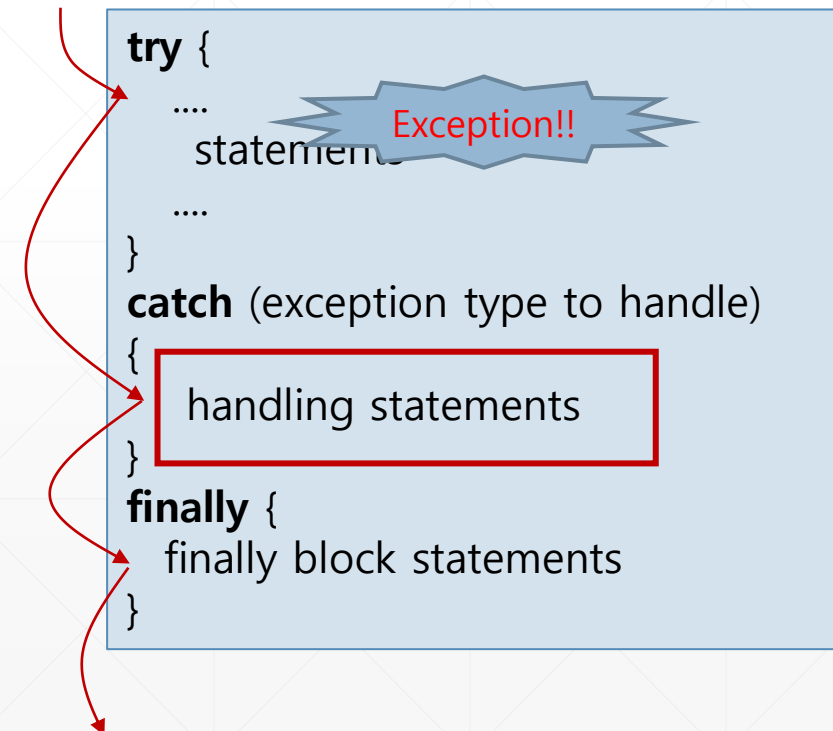 try {
....
Exception!!
statements
....
}
catch (exception type to handle)
{
handling statements
}
finally {
finally block statements
}